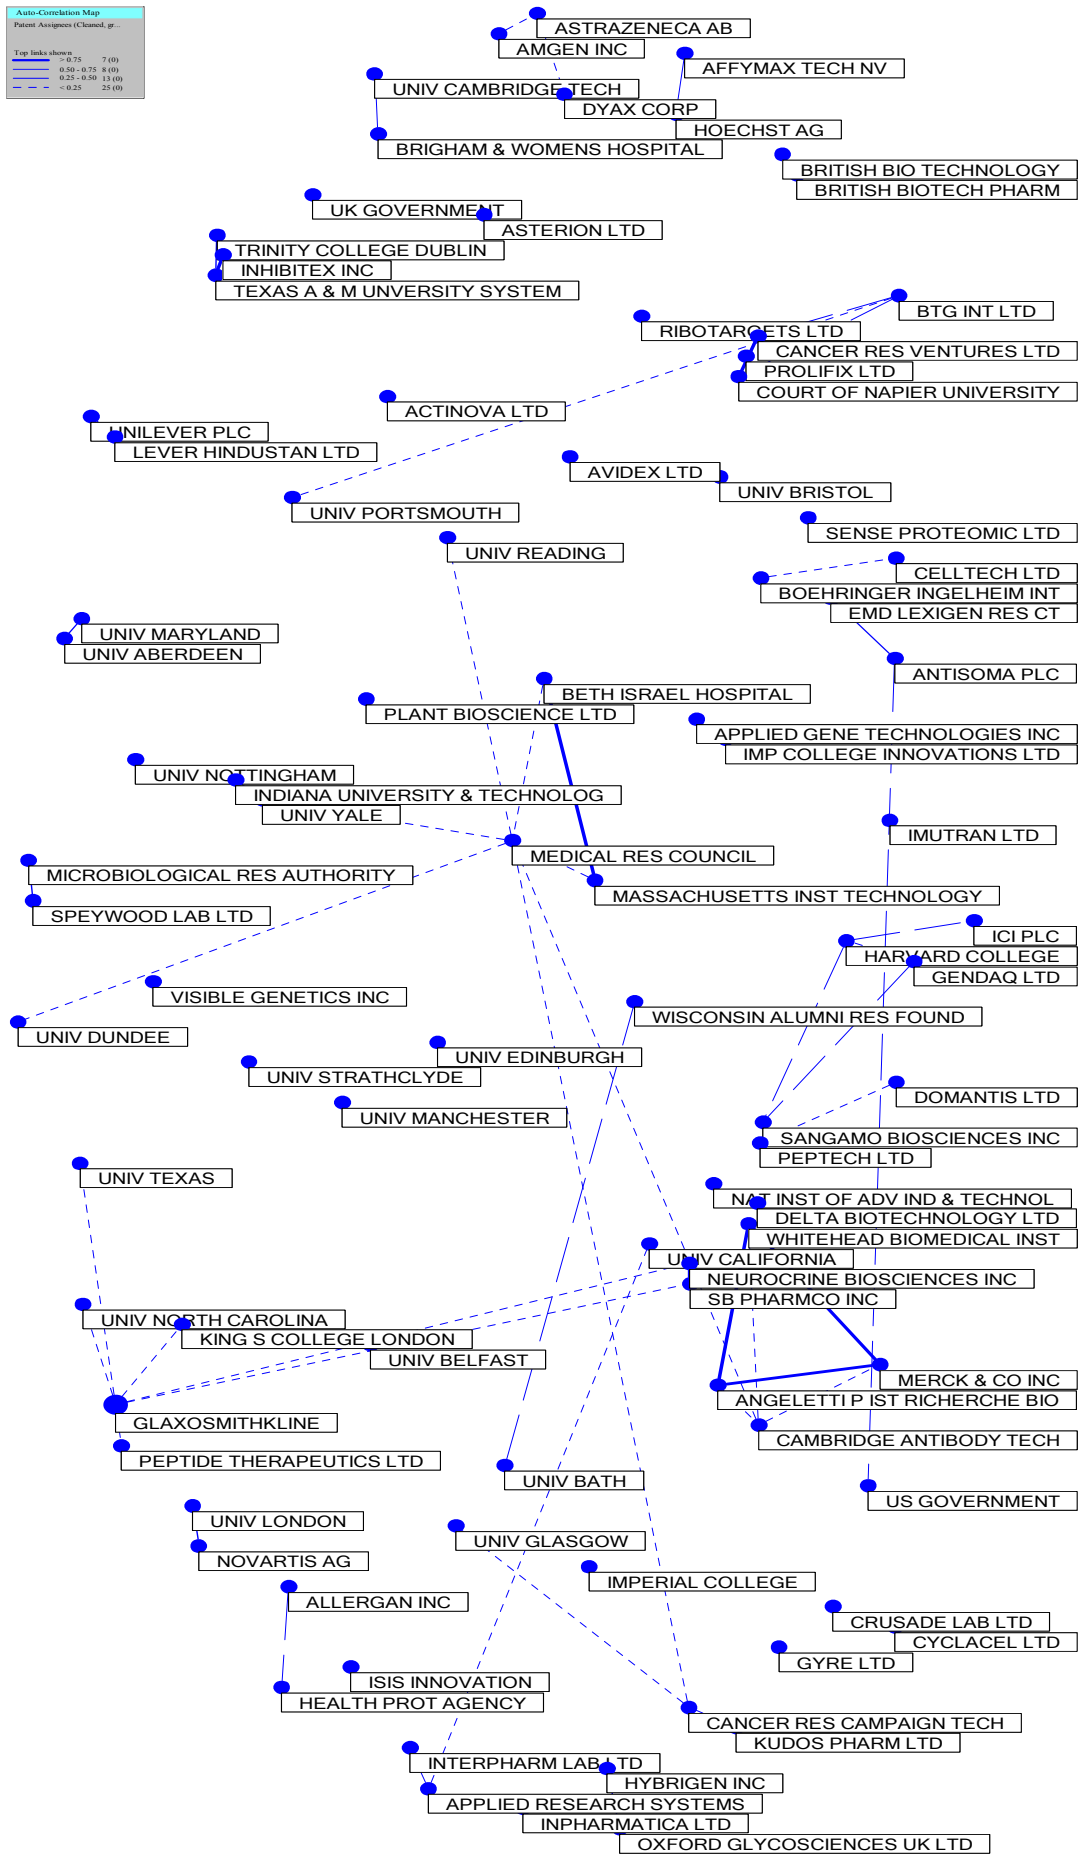 Auto-Correlation Map
Patent Assignees (Cleaned, gr...
Top links shown
> 0.75 7 (0)
0.50 - 0.75 8 (0)
0.25 - 0.50 13 (0)
< 0.25 25 (0)
ASTRAZENECA AB
AMGEN INC
AFFYMAX TECH NV
UNIV CAMBRIDGE TECH
DYAX CORP
HOECHST AG
BRIGHAM & WOMENS HOSPITAL
BRITISH BIO TECHNOLOGY
BRITISH BIOTECH PHARM
UK GOVERNMENT
ASTERION LTD
TRINITY COLLEGE DUBLIN
INHIBITEX INC
TEXAS A & M UNVERSITY SYSTEM
BTG INT LTD
RIBOTARGETS LTD
CANCER RES VENTURES LTD
PROLIFIX LTD
COURT OF NAPIER UNIVERSITY
ACTINOVA LTD
UNILEVER PLC
LEVER HINDUSTAN LTD
AVIDEX LTD
UNIV BRISTOL
UNIV PORTSMOUTH
SENSE PROTEOMIC LTD
UNIV READING
CELLTECH LTD
BOEHRINGER INGELHEIM INT
EMD LEXIGEN RES CT
UNIV MARYLAND
UNIV ABERDEEN
ANTISOMA PLC
BETH ISRAEL HOSPITAL
PLANT BIOSCIENCE LTD
APPLIED GENE TECHNOLOGIES INC
IMP COLLEGE INNOVATIONS LTD
UNIV NOTTINGHAM
INDIANA UNIVERSITY & TECHNOLOG
UNIV YALE
IMUTRAN LTD
MEDICAL RES COUNCIL
MICROBIOLOGICAL RES AUTHORITY
MASSACHUSETTS INST TECHNOLOGY
SPEYWOOD LAB LTD
ICI PLC
HARVARD COLLEGE
GENDAQ LTD
VISIBLE GENETICS INC
WISCONSIN ALUMNI RES FOUND
UNIV DUNDEE
UNIV EDINBURGH
UNIV STRATHCLYDE
DOMANTIS LTD
UNIV MANCHESTER
SANGAMO BIOSCIENCES INC
PEPTECH LTD
UNIV TEXAS
NAT INST OF ADV IND & TECHNOL
DELTA BIOTECHNOLOGY LTD
WHITEHEAD BIOMEDICAL INST
UNIV CALIFORNIA
NEUROCRINE BIOSCIENCES INC
SB PHARMCO INC
UNIV NORTH CAROLINA
KING S COLLEGE LONDON
UNIV BELFAST
MERCK & CO INC
ANGELETTI P IST RICHERCHE BIO
GLAXOSMITHKLINE
CAMBRIDGE ANTIBODY TECH
PEPTIDE THERAPEUTICS LTD
UNIV BATH
US GOVERNMENT
UNIV LONDON
UNIV GLASGOW
NOVARTIS AG
IMPERIAL COLLEGE
ALLERGAN INC
CRUSADE LAB LTD
CYCLACEL LTD
GYRE LTD
ISIS INNOVATION
HEALTH PROT AGENCY
CANCER RES CAMPAIGN TECH
KUDOS PHARM LTD
INTERPHARM LAB LTD
HYBRIGEN INC
APPLIED RESEARCH SYSTEMS
INPHARMATICA LTD
OXFORD GLYCOSCIENCES UK LTD